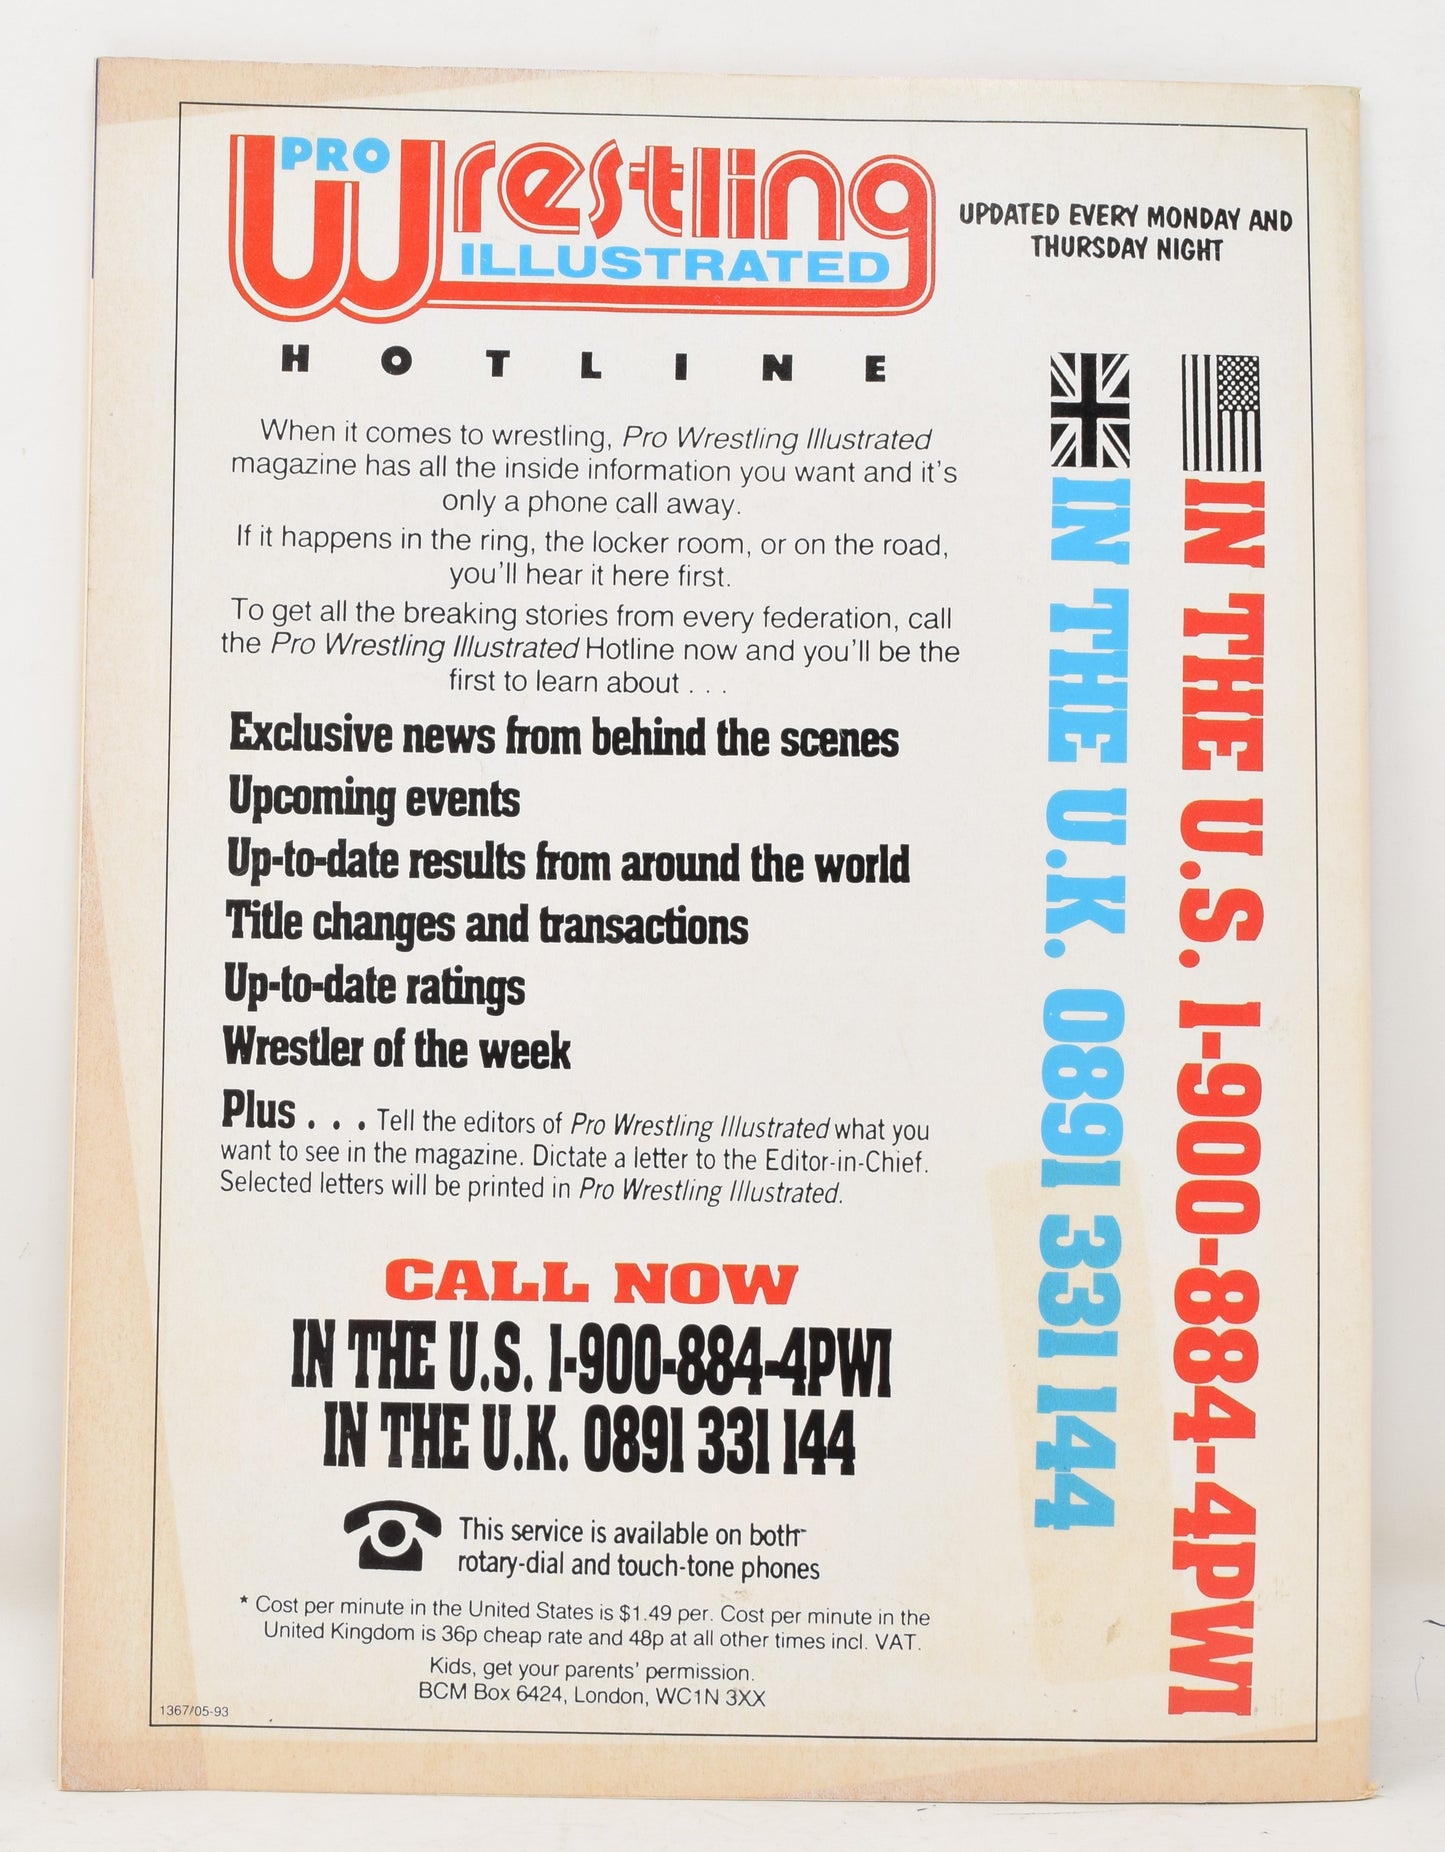 PRO
Wrestling
ILLUSTRATED
UPDATED EVERY MONDAY AND
THURSDAY NIGHT
HOTLINE
When it comes to wrestling, Pro Wrestling Illustrated
magazine has all the inside information you want and it's
only a phone call away.
If it happens in the ring, the locker room, or on the road,
you'll hear it here first.
To get all the breaking stories from every federation, call
the Pro Wrestling Illustrated Hotline now and you'll be the
first to learn about . . .
Exclusive news from behind the scenes
Upcoming events
Up-to-date results from around the world
Title changes and transactions
Up-to-date ratings
Wrestler of the week
Plus . . . Tell the editors of Pro Wrestling Illustrated what you
want to see in the magazine. Dictate a letter to the Editor-in-Chief.
Selected letters will be printed in Pro Wrestling Illustrated.
CALL NOW
IN THE U.S. 1-900-884-4PWI
IN THE U.K. 0891 331 144
This service is available on both
rotary-dial and touch-tone phones
* Cost per minute in the United States is $1.49 per. Cost per minute in the
United Kingdom is 36p cheap rate and 48p at all other times incl. VAT.
Kids, get your parents' permission.
BCM Box 6424, London, WC1N 3XX
1367/05-93
IN THE U.S. 1-900-884-4PWI
IN THE U.K. 0891 331 144